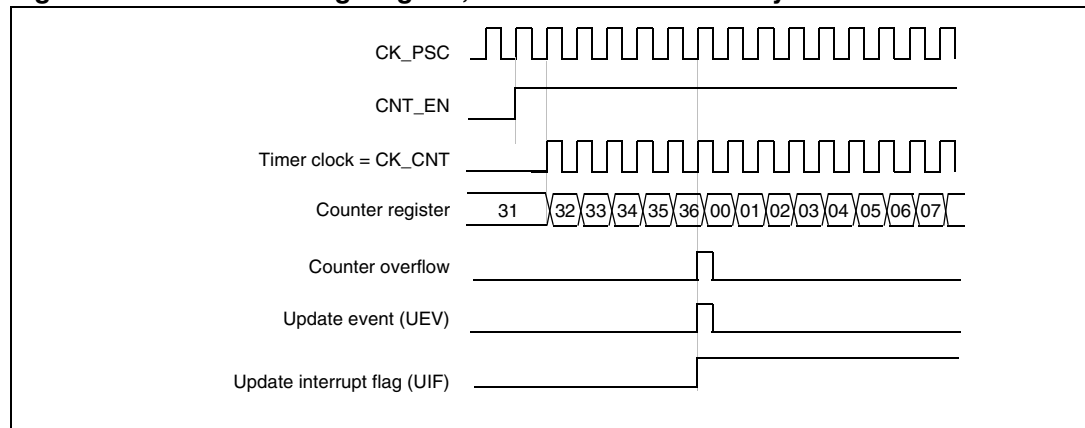 CK_PSC
CNT_EN
Timer clock = CK_CNT
Counter register 31 32 33 34 35 36 00 01 02 03 04 05 06 07
Counter overflow
Update event (UEV)
Update interrupt flag (UIF)